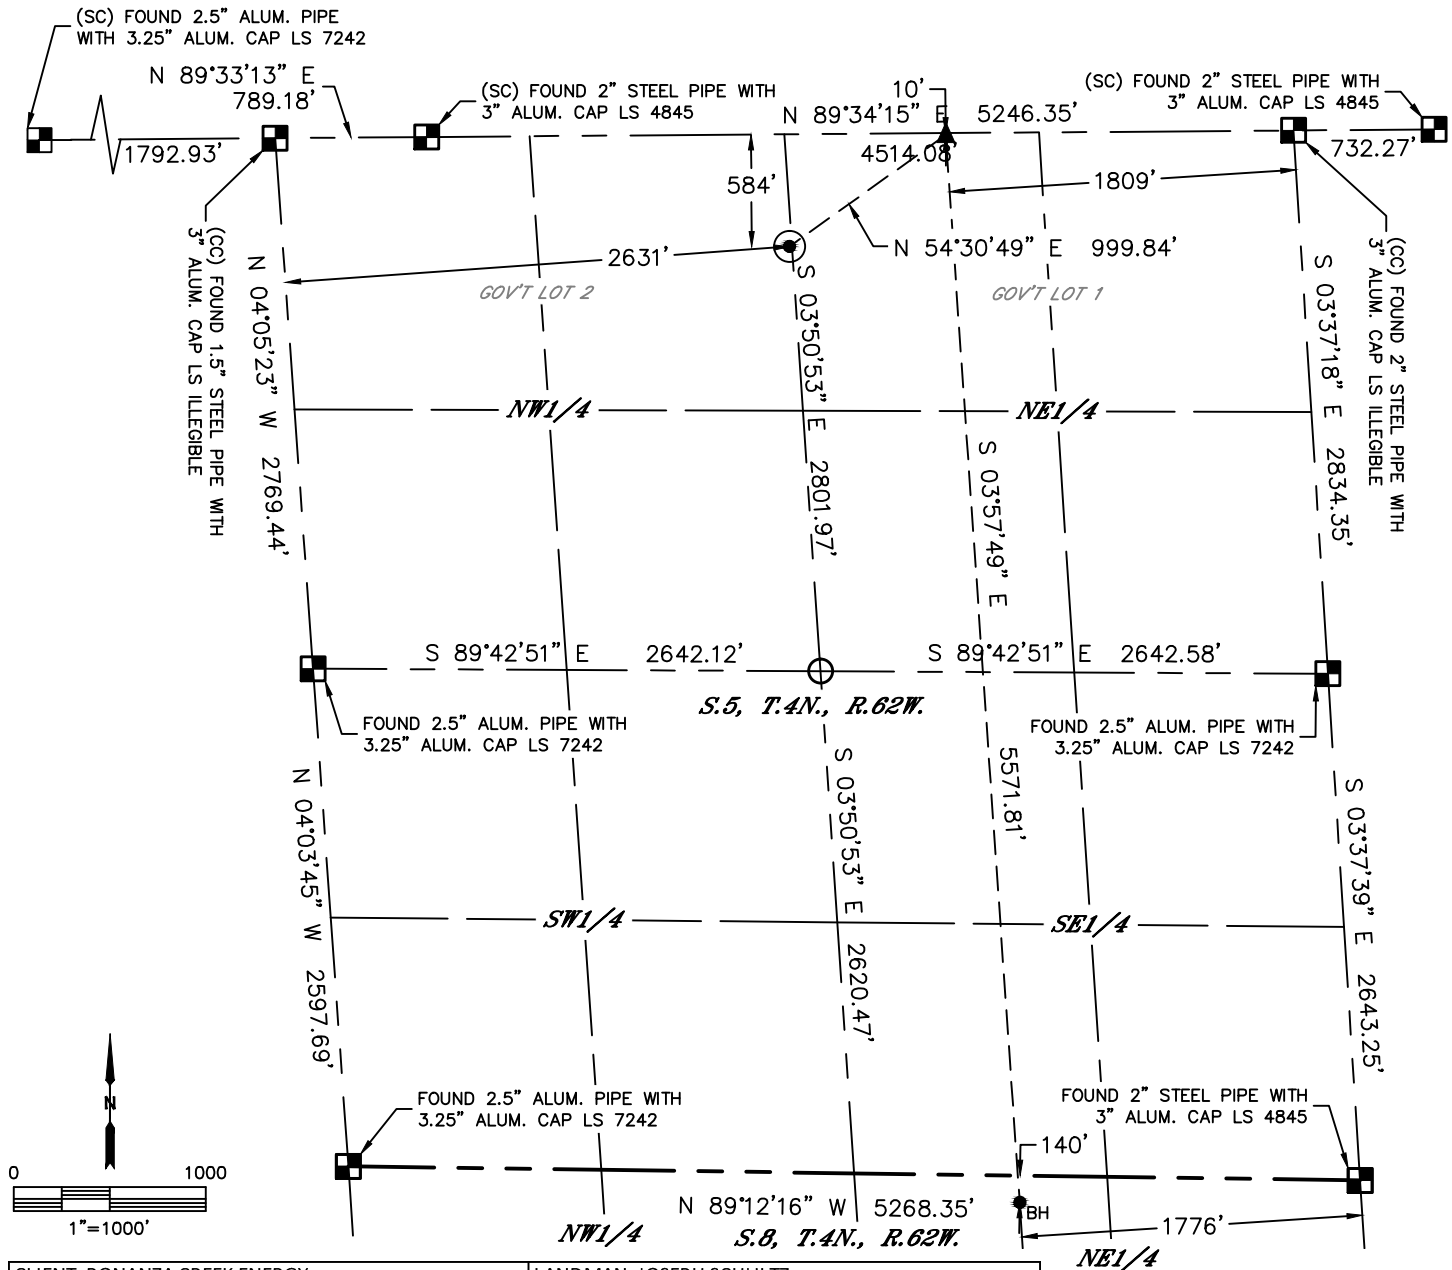 (SC) FOUND 2.5" ALUM. PIPE
WITH 3.25" ALUM. CAP LS 7242
N 89°33'13" E
789.18'
(SC) FOUND 2" STEEL PIPE WITH
3" ALUM. CAP LS 4845
10'
N 89°34'15" E 5246.35'
4514.08'
(SC) FOUND 2" STEEL PIPE WITH
3" ALUM. CAP LS 4845
1792.93'
732.27'
584'
1809'
2631'
N 54°30'49" E 999.84'
GOV'T LOT 2
GOV'T LOT 1
(CC) FOUND 1.5" STEEL PIPE WITH
3" ALUM. CAP LS ILLEGIBLE
N 04°05'23" W 2769.44'
S 03°50'53" E 2801.97'
S 03°57'49" E 5571.81'
S 03°37'18" E 2834.35'
(CC) FOUND 2" STEEL PIPE WITH
3" ALUM. CAP LS ILLEGIBLE
NW1/4
NE1/4
S 89°42'51" E 2642.12'
S 89°42'51" E 2642.58'
S.5, T.4N., R.62W.
FOUND 2.5" ALUM. PIPE WITH
3.25" ALUM. CAP LS 7242
FOUND 2.5" ALUM. PIPE WITH
3.25" ALUM. CAP LS 7242
N 04°03'45" W 2597.69'
S 03°50'53" E 2620.47'
S 03°37'39" E 2643.25'
SW1/4
SE1/4
FOUND 2.5" ALUM. PIPE WITH
3.25" ALUM. CAP LS 7242
FOUND 2" STEEL PIPE WITH
3" ALUM. CAP LS 4845
N
0 1000
1"=1000'
140'
N 89°12'16" W 5268.35'
BH
1776'
NW1/4
S.8, T.4N., R.62W.
NE1/4
CLIENT: BONANZA CREEK ENERGY
LANDMAN: JOSEPH SCHULTZ